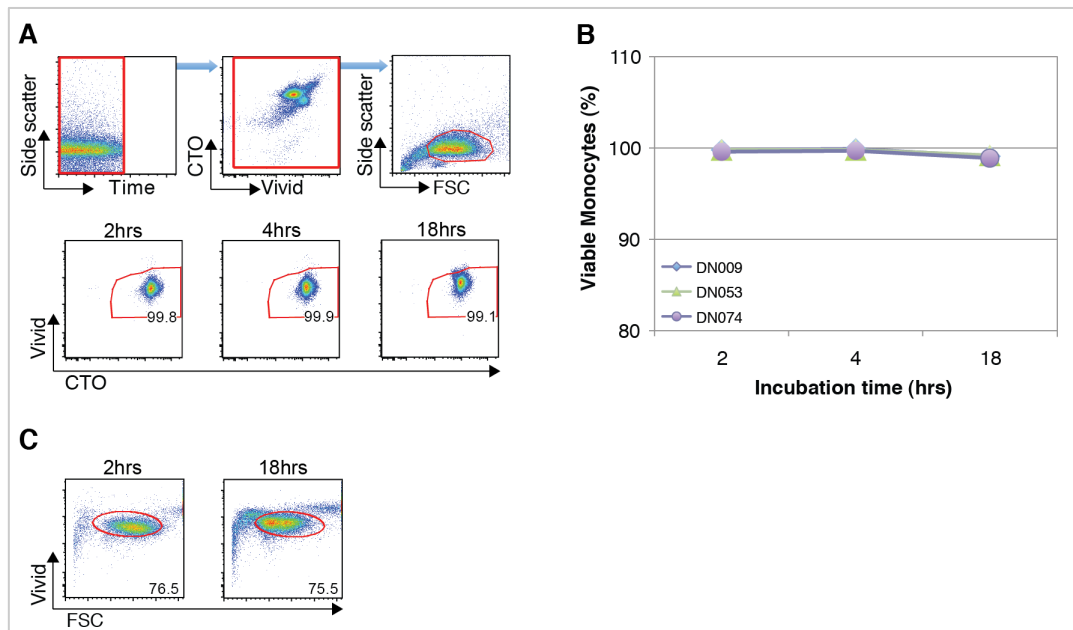 A
Side scatter
Time
CTO
Vivid
Side scatter
FSC
2hrs
4hrs
18hrs
99.8
99.9
99.1
Vivid
CTO
B
Viable Monocytes (%)
110
100
90
80
DN009
DN053
DN074
2
4
18
Incubation time (hrs)
C
2hrs
18hrs
76.5
75.5
Vivid
FSC